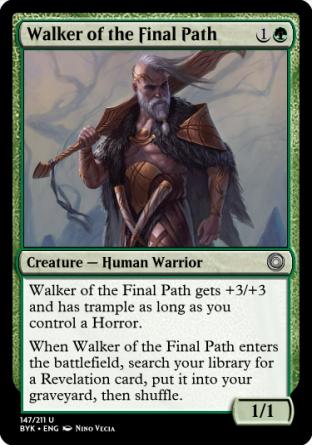 Walker of the Final Path 1
Creature — Human Warrior
Walker of the Final Path gets +3/+3
and has trample as long as you
control a Horror.
When Walker of the Final Path enters
the battlefield, search your library for
a Revelation card, put it into your
graveyard, then shuffle.
1/1
147/211 U
BYK • ENG Nino Vecia